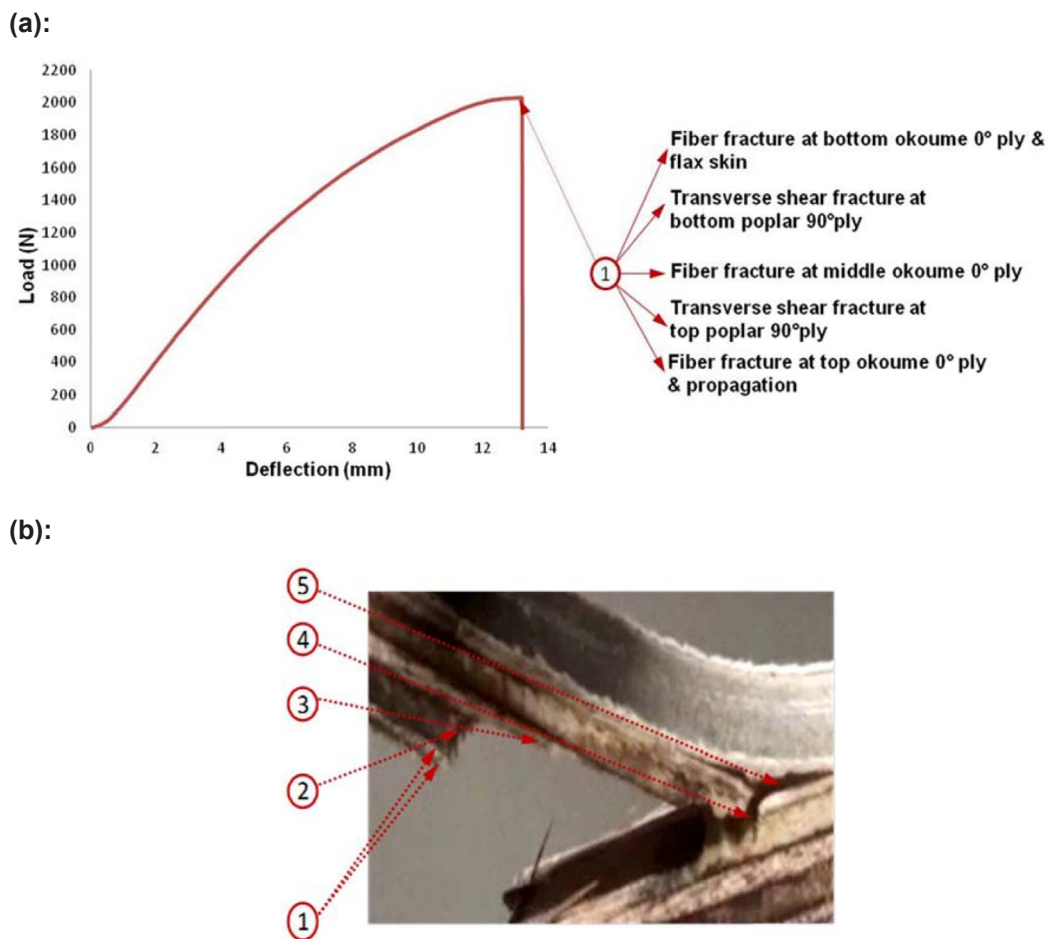 (a):
2200
2000
1800
1600
1400
1200
1000
800
600
400
200
0
Load (N)
0 2 4 6 8 10 12 14
Deflection (mm)
1
Fiber fracture at bottom okoume 0° ply &
flax skin
Transverse shear fracture at
bottom poplar 90°ply
Fiber fracture at middle okoume 0° ply
Transverse shear fracture at
top poplar 90°ply
Fiber fracture at top okoume 0° ply
& propagation
(b):
5
4
3
2
1